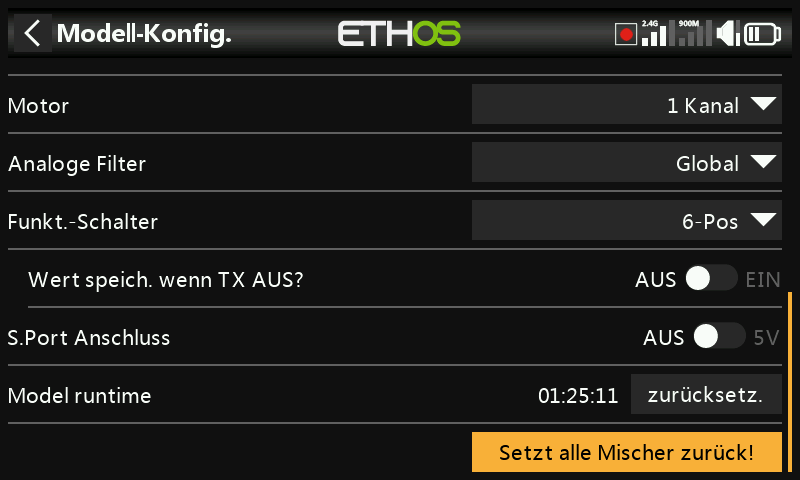 Modell-Konfig. ETHOS 2.4G 900M
Motor 1 Kanal
Analoge Filter Global
Funkt.-Schalter 6-Pos
Wert speich. wenn TX AUS? AUS EIN
S.Port Anschluss AUS 5V
Model runtime 01:25:11 zurücksetz.
Setzt alle Mischer zurück!